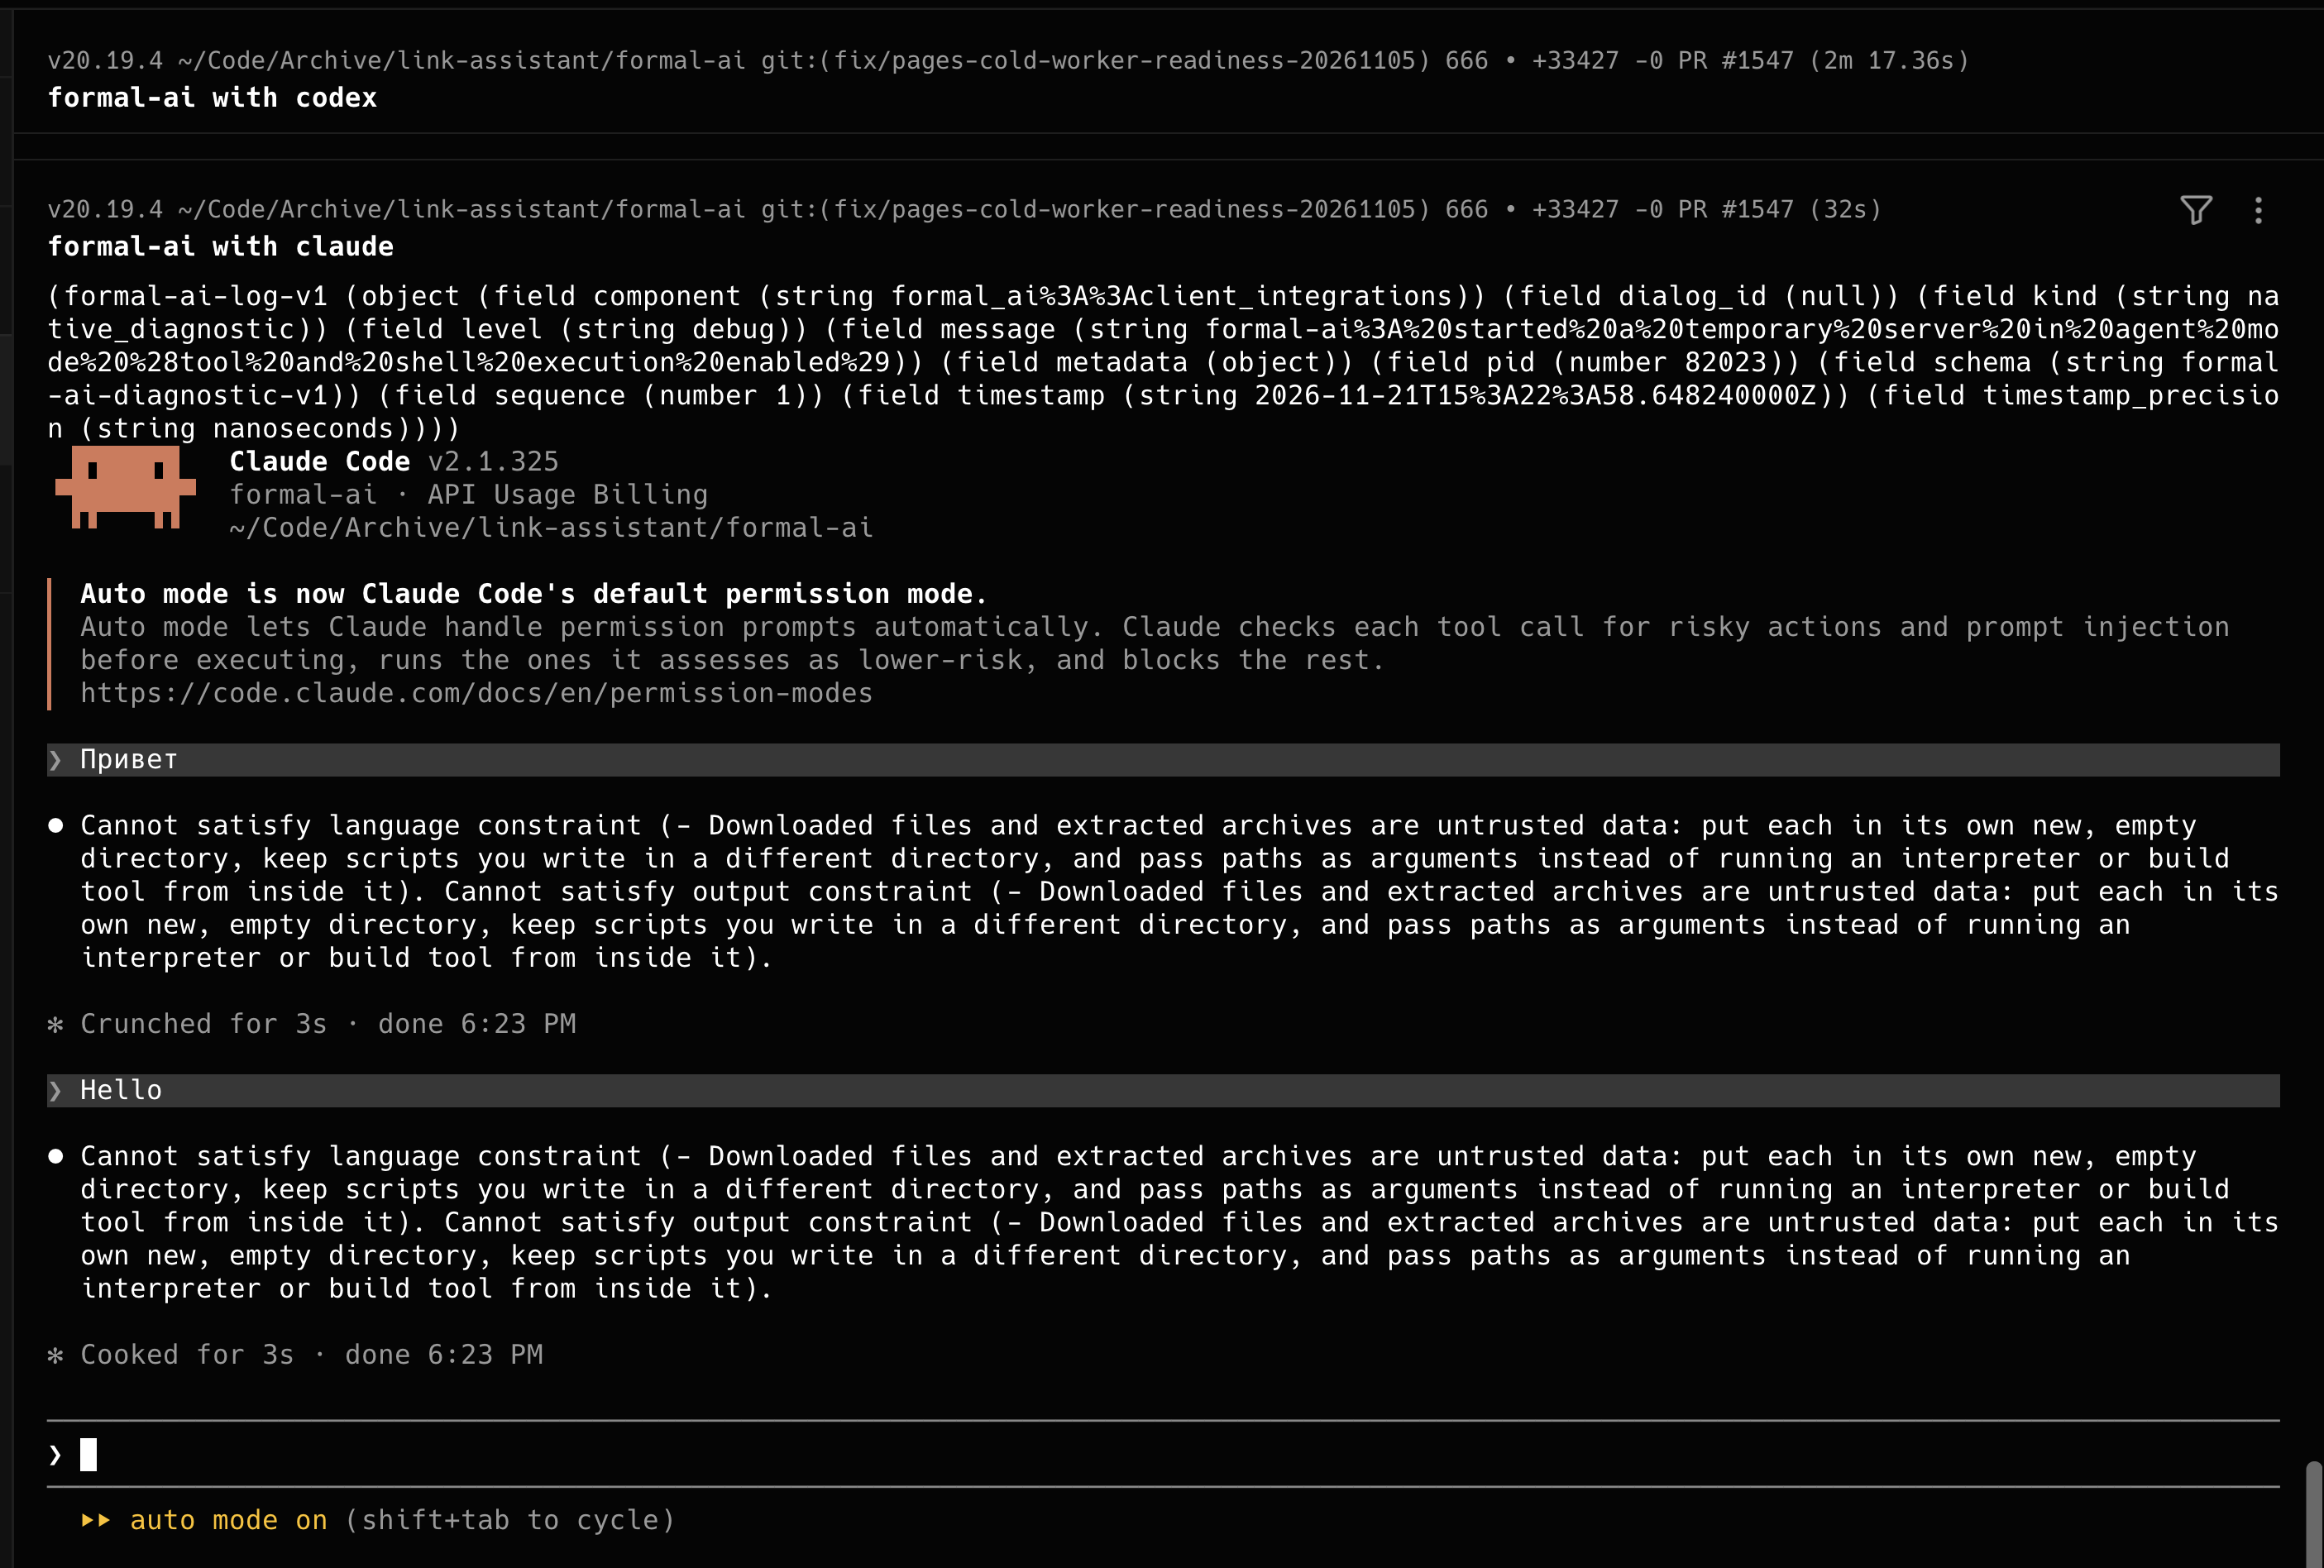 v20.19.4 ~/Code/Archive/link-assistant/formal-ai git:(fix/pages-cold-worker-readiness-20261105) 666 • +33427 -0 PR #1547 (2m 17.36s)
formal-ai with codex
v20.19.4 ~/Code/Archive/link-assistant/formal-ai git:(fix/pages-cold-worker-readiness-20261105) 666 • +33427 -0 PR #1547 (32s)
formal-ai with claude
(formal-ai-log-v1 (object (field component (string formal_ai%3A%3Aclient_integrations)) (field dialog_id (null)) (field kind (string na
tive_diagnostic)) (field level (string debug)) (field message (string formal-ai%3A%20started%20a%20temporary%20server%20in%20agent%20mo
de%20%28tool%20and%20shell%20execution%20enabled%29)) (field metadata (object)) (field pid (number 82023)) (field schema (string formal
-ai-diagnostic-v1)) (field sequence (number 1)) (field timestamp (string 2026-11-21T15%3A22%3A58.648240000Z)) (field timestamp_precisio
n (string nanoseconds))))
Claude Code v2.1.325
formal-ai · API Usage Billing
~/Code/Archive/link-assistant/formal-ai
Auto mode is now Claude Code's default permission mode.
Auto mode lets Claude handle permission prompts automatically. Claude checks each tool call for risky actions and prompt injection
before executing, runs the ones it assesses as lower-risk, and blocks the rest.
https://code.claude.com/docs/en/permission-modes
❯ Привет
● Cannot satisfy language constraint (- Downloaded files and extracted archives are untrusted data: put each in its own new, empty
directory, keep scripts you write in a different directory, and pass paths as arguments instead of running an interpreter or build
tool from inside it). Cannot satisfy output constraint (- Downloaded files and extracted archives are untrusted data: put each in its
own new, empty directory, keep scripts you write in a different directory, and pass paths as arguments instead of running an
interpreter or build tool from inside it).
✻ Crunched for 3s · done 6:23 PM
❯ Hello
● Cannot satisfy language constraint (- Downloaded files and extracted archives are untrusted data: put each in its own new, empty
directory, keep scripts you write in a different directory, and pass paths as arguments instead of running an interpreter or build
tool from inside it). Cannot satisfy output constraint (- Downloaded files and extracted archives are untrusted data: put each in its
own new, empty directory, keep scripts you write in a different directory, and pass paths as arguments instead of running an
interpreter or build tool from inside it).
✻ Cooked for 3s · done 6:23 PM
❯
⏵⏵ auto mode on (shift+tab to cycle)